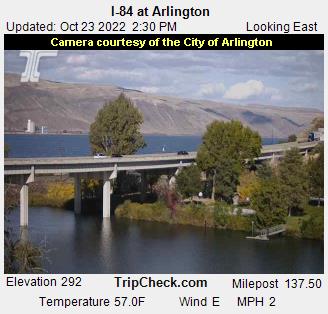 I-84 at Arlington
Updated: Oct 23 2022 2:30 PM Looking East
Camera courtesy of the City of Arlington
Elevation 292 TripCheck.com Milepost 137.50
Temperature 57.0F Wind E MPH 2